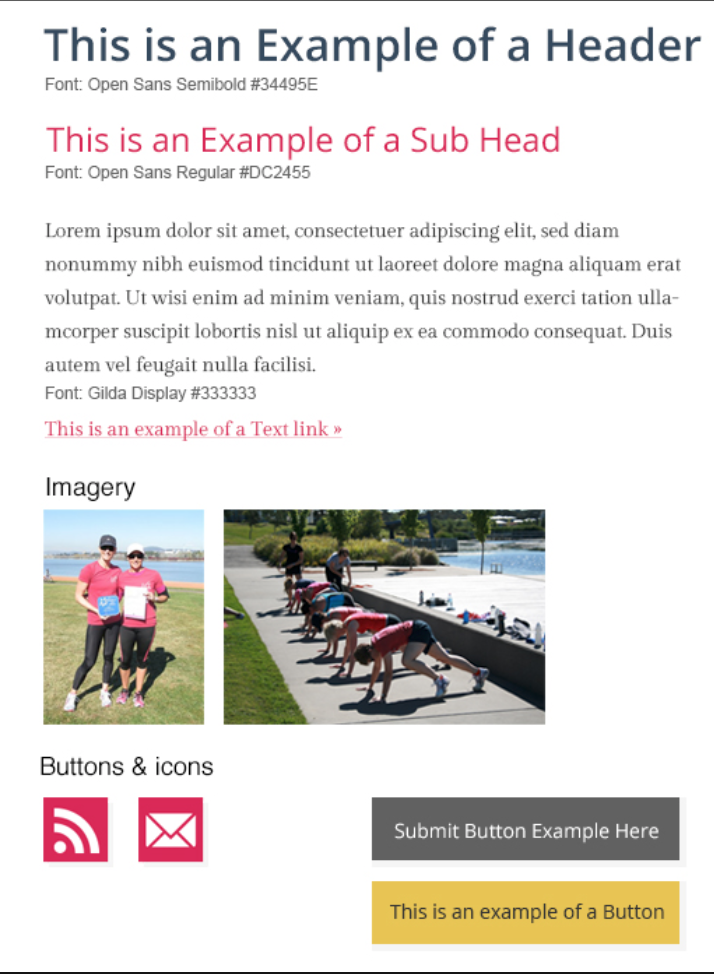 This is an Example of a Header
Font: Open Sans Semibold #34495E
This is an Example of a Sub Head
Font: Open Sans Regular #DC2455
Lorem ipsum dolor sit amet, consectetuer adipiscing elit, sed diam
nonummy nibh euismod tincidunt ut laoreet dolore magna aliquam erat
volutpat. Ut wisi enim ad minim veniam, quis nostrud exerci tation ulla-
mcorper suscipit lobortis nisl ut aliquip ex ea commodo consequat. Duis
autem vel feugait nulla facilisi.
Font: Gilda Display #333333
This is an example of a Text link »
Imagery
Buttons & icons
Submit Button Example Here
This is an example of a Button